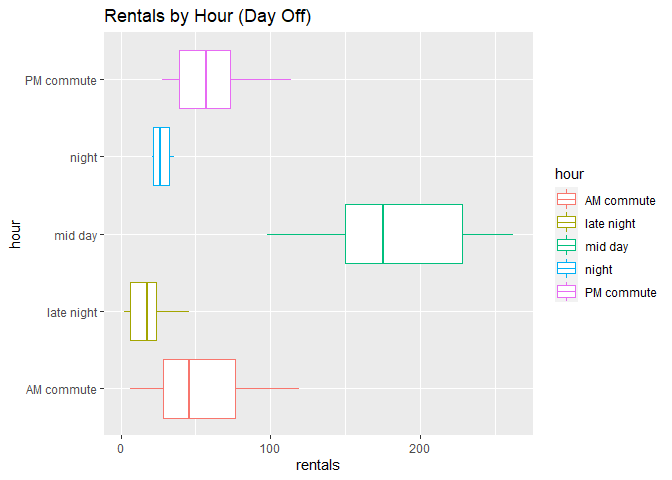 Rentals by Hour (Day Off)
PM commute
night
mid day
late night
AM commute
hour
0
100
200
rentals
hour
AM commute
late night
mid day
night
PM commute